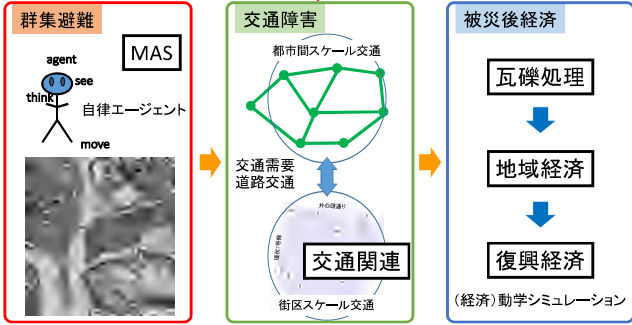 群集避難
MAS
agent
see
think
自律エージェント
move
交通障害
都市間スケール交通
交通需要
道路交通
交通関連
街区スケール交通
被災後経済
瓦礫処理
地域経済
復興経済
(経済)動学シミュレーション